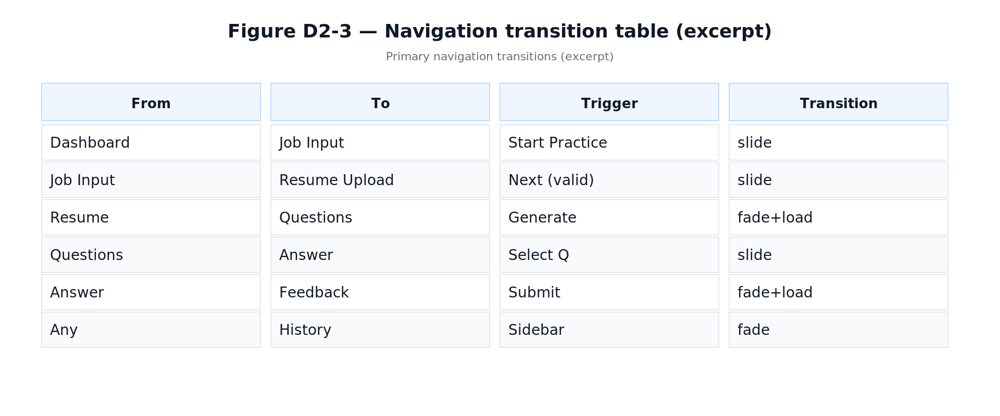 Figure D2-3 — Navigation transition table (excerpt)
Primary navigation transitions (excerpt)
From To Trigger Transition
Dashboard Job Input Start Practice slide
Job Input Resume Upload Next (valid) slide
Resume Questions Generate fade+load
Questions Answer Select Q slide
Answer Feedback Submit fade+load
Any History Sidebar fade